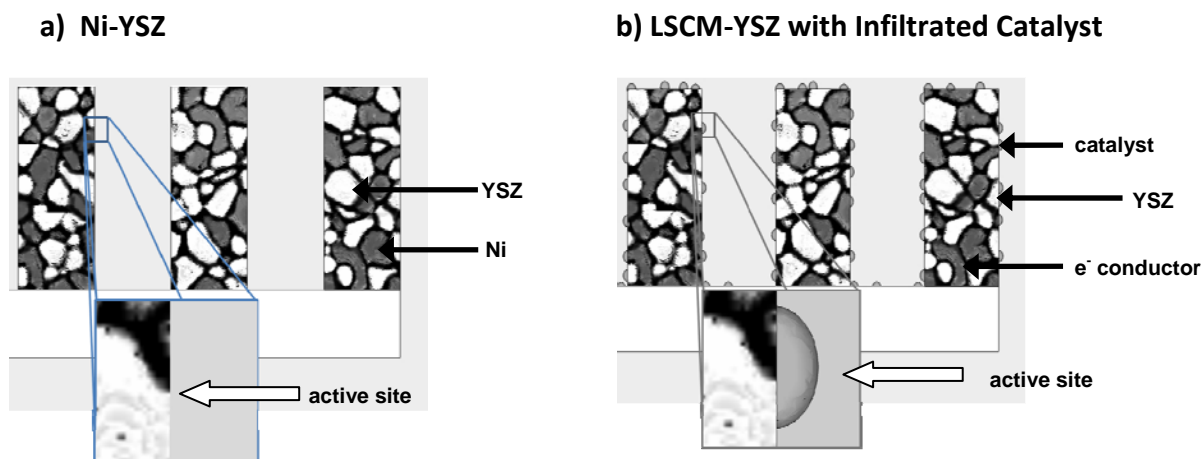 a) Ni-YSZ
YSZ
Ni
active site
b) LSCM-YSZ with Infiltrated Catalyst
catalyst
YSZ
e⁻ conductor
active site